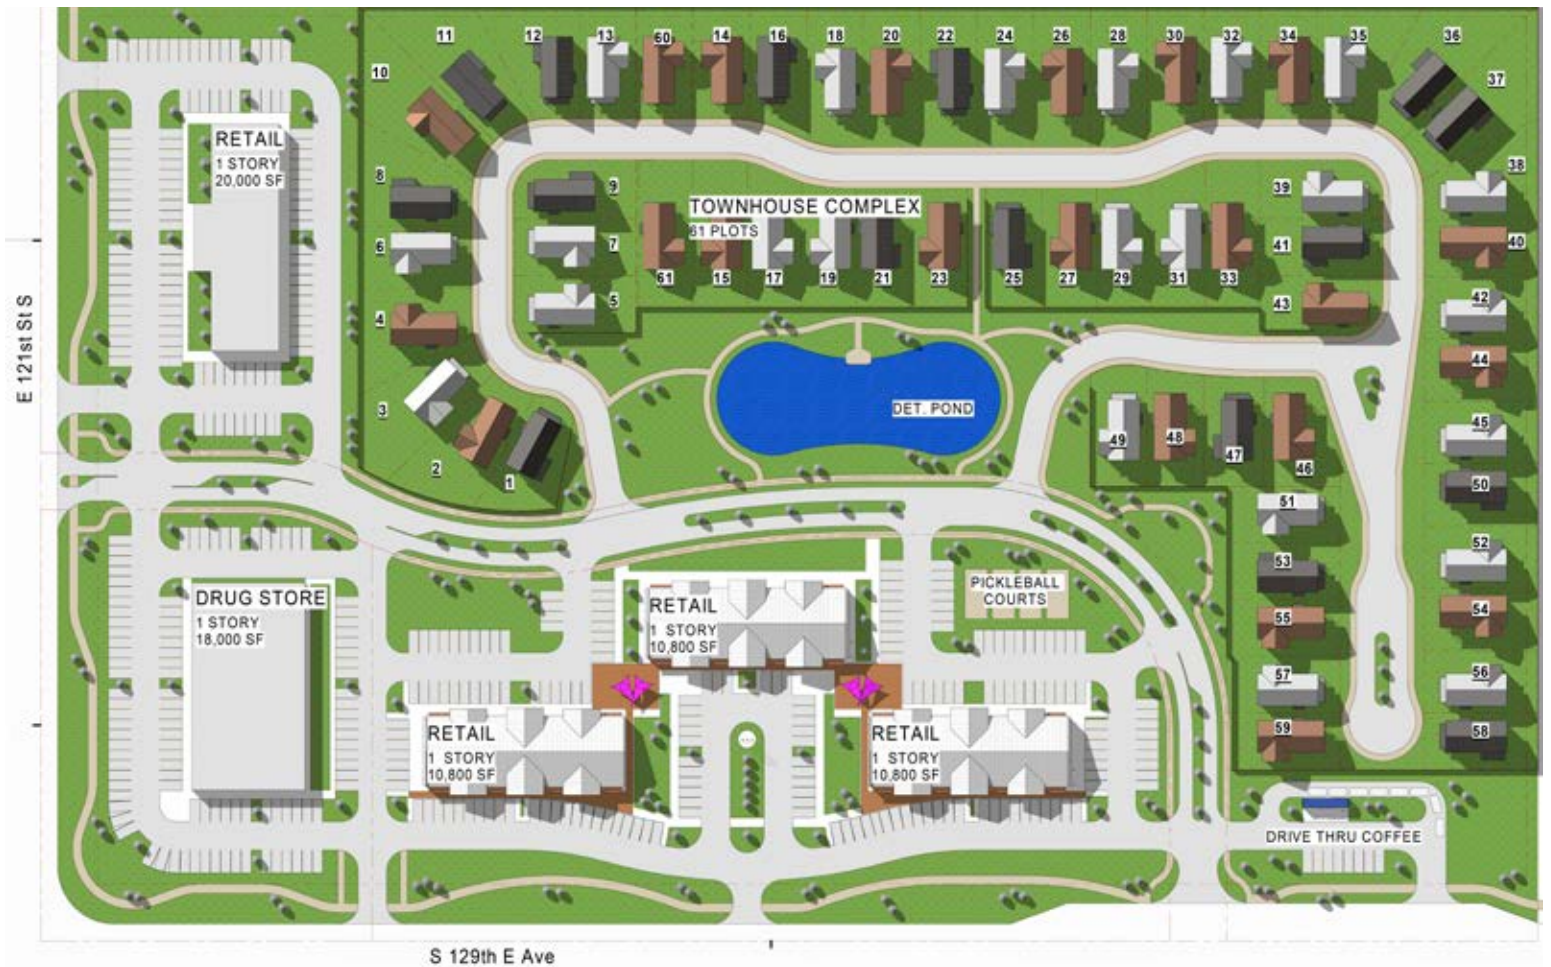 11
12
13
60
14
16
18
20
22
24
26
28
30
32
34
35
36
10
37
RETAIL
1 STORY
20,000 SF
8
9
TOWNHOUSE COMPLEX
61 PLOTS
39
38
6
7
41
40
61
15
17
19
21
23
25
27
29
31
33
4
5
43
42
E 121st St S
44
3
DET. POND
49
48
47
46
45
2
1
50
51
52
53
DRUG STORE
1 STORY
18,000 SF
RETAIL
1 STORY
10,800 SF
PICKLEBALL
COURTS
55
54
57
56
59
58
RETAIL
1 STORY
10,800 SF
RETAIL
1 STORY
10,800 SF
DRIVE THRU COFFEE
S 129th E Ave